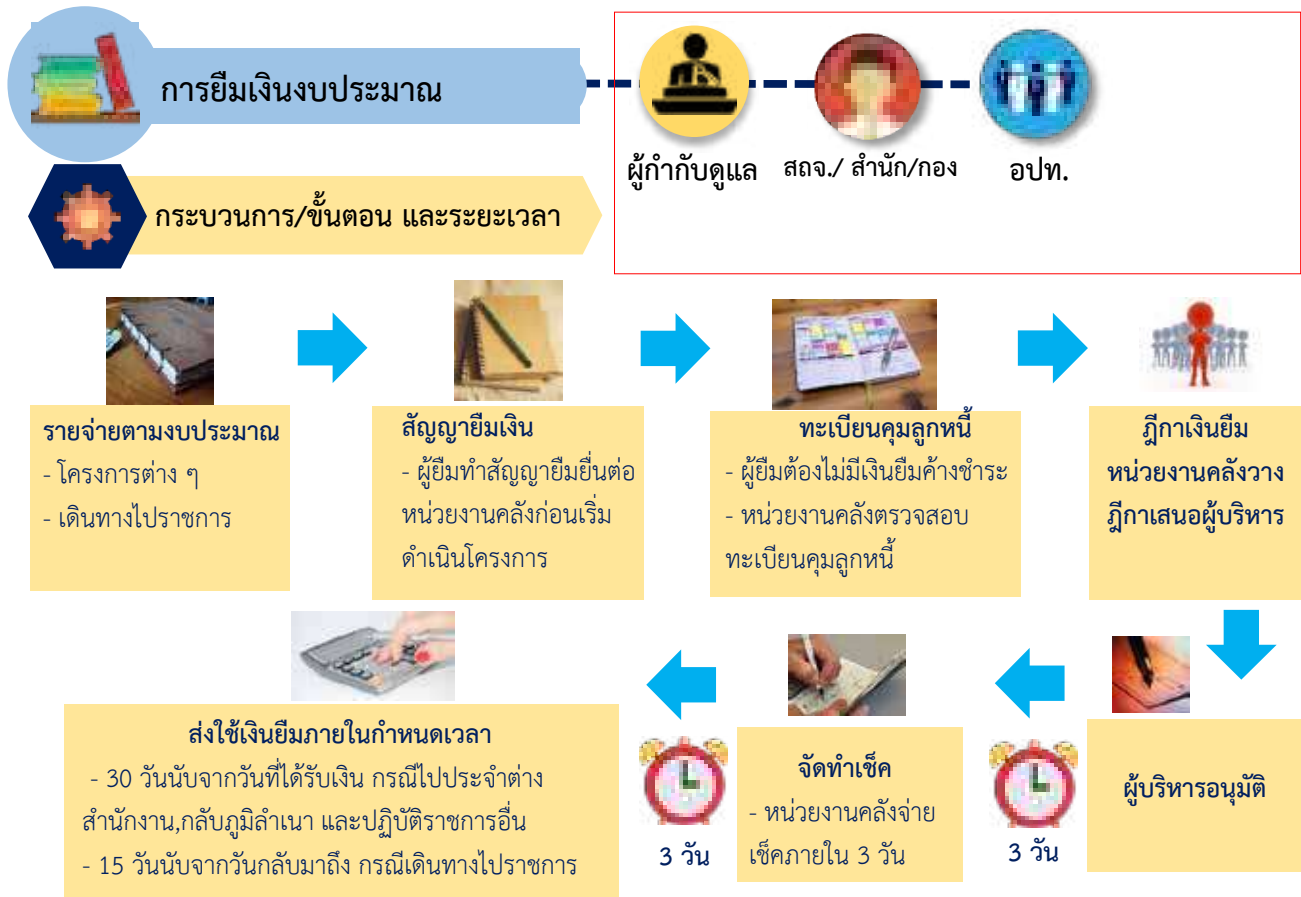 การยืมเงินงบประมาณ
ผู้กำกับดูแล
สถจ./ สำนัก/กอง
อปท.
กระบวนการ/ขั้นตอน และระยะเวลา
รายจ่ายตามงบประมาณ
- โครงการต่าง ๆ
- เดินทางไปราชการ
สัญญายืมเงิน
- ผู้ยืมทำสัญญายืมยื่นต่อ
หน่วยงานคลังก่อนเริ่ม
ดำเนินโครงการ
ทะเบียนคุมลูกหนี้
- ผู้ยืมต้องไม่มีเงินยืมค้างชำระ
- หน่วยงานคลังตรวจสอบ
ทะเบียนคุมลูกหนี้
ฎีกาเงินยืม
หน่วยงานคลังวาง
ฎีกาเสนอผู้บริหาร
ผู้บริหารอนุมัติ
3 วัน
จัดทำเช็ค
- หน่วยงานคลังจ่าย
เช็คภายใน 3 วัน
3 วัน
ส่งใช้เงินยืมภายในกำหนดเวลา
- 30 วันนับจากวันที่ได้รับเงิน กรณีไปประจำต่าง
สำนักงาน,กลับภูมิลำเนา และปฏิบัติราชการอื่น
- 15 วันนับจากวันกลับมาถึง กรณีเดินทางไปราชการ